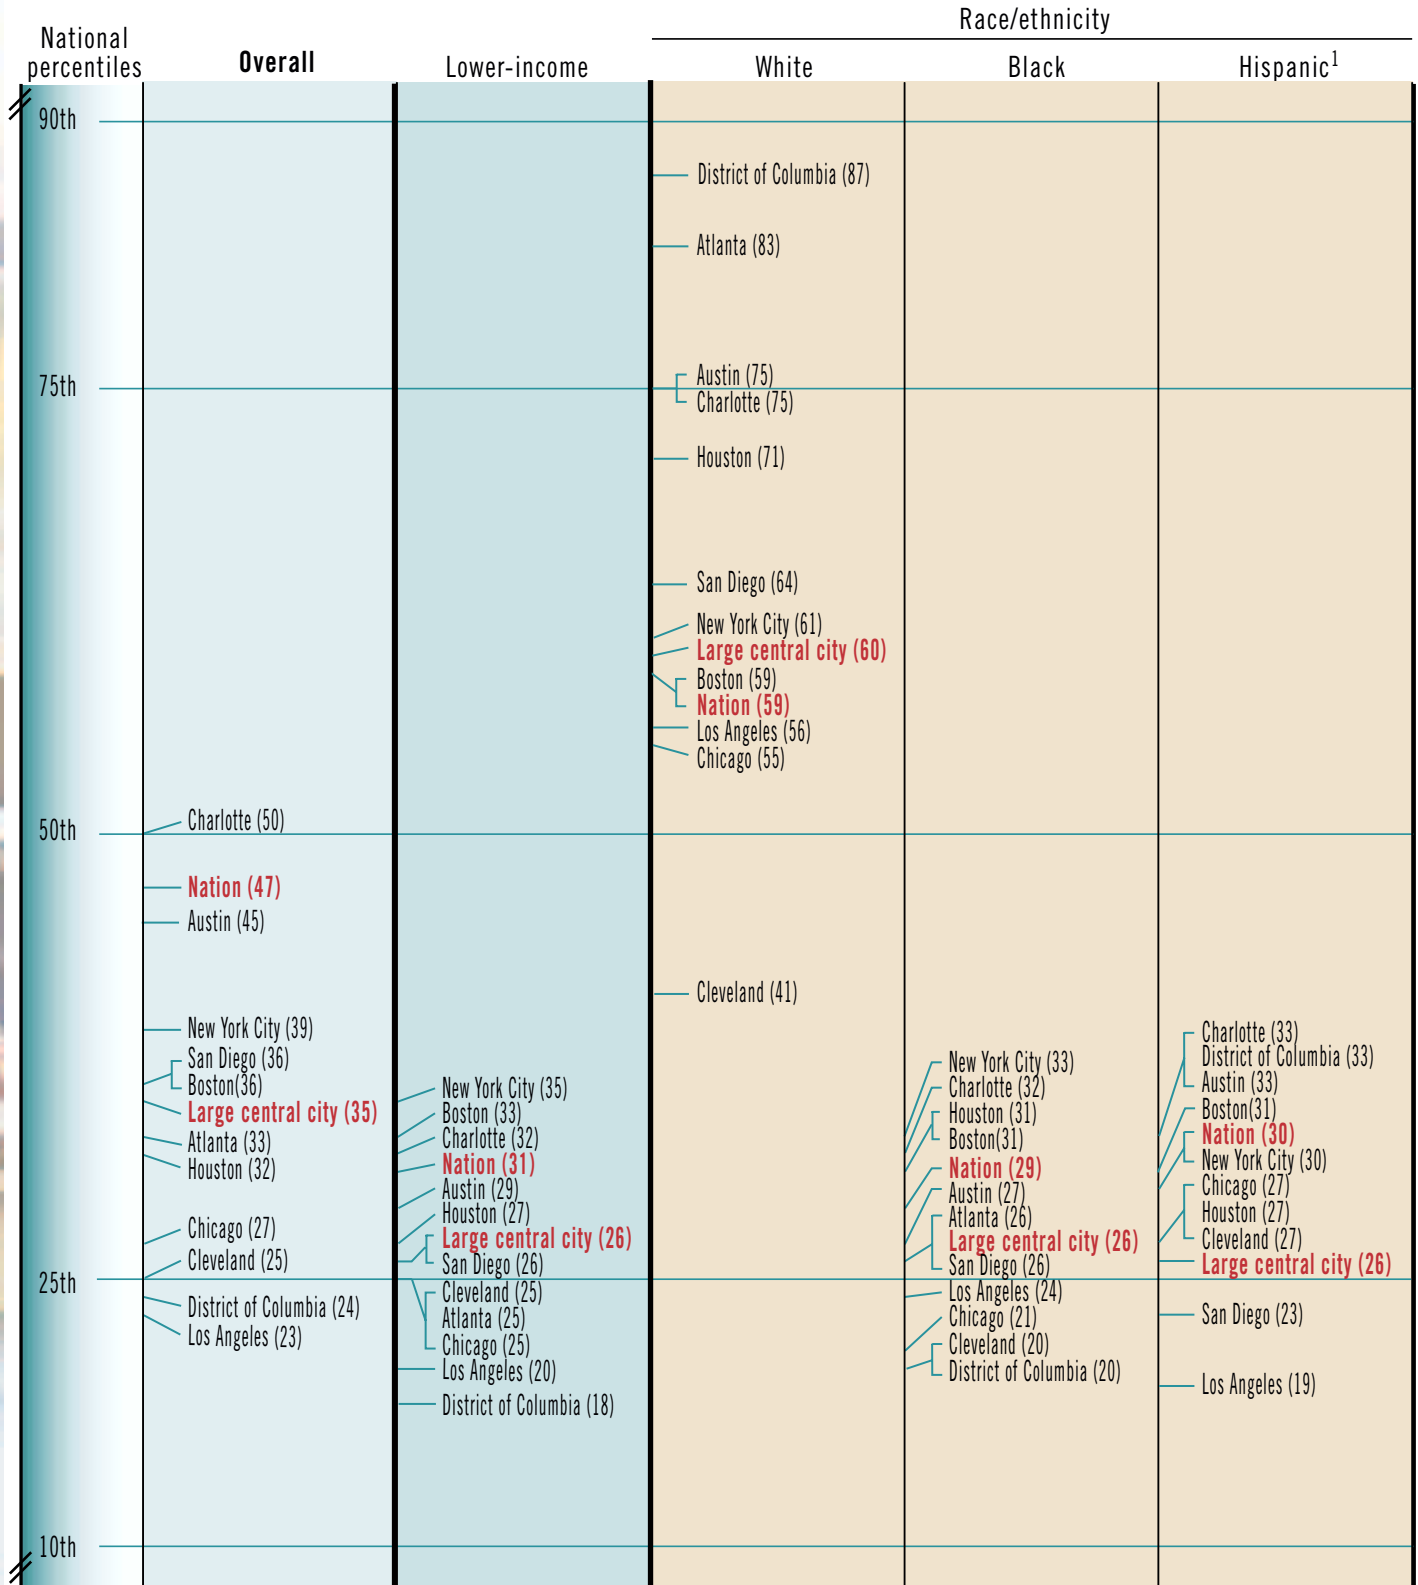 Race/ethnicity
National
percentiles
Overall
Lower-income
White
Black
Hispanic1
90th
75th
50th
25th
10th
Charlotte (50)
Nation (47)
Austin (45)
New York City (39)
San Diego (36)
Boston(36)
Large central city (35)
Atlanta (33)
Houston (32)
Chicago (27)
Cleveland (25)
District of Columbia (24)
Los Angeles (23)
New York City (35)
Boston (33)
Charlotte (32)
Nation (31)
Austin (29)
Houston (27)
Large central city (26)
San Diego (26)
Cleveland (25)
Atlanta (25)
Chicago (25)
Los Angeles (20)
District of Columbia (18)
District of Columbia (87)
Atlanta (83)
Austin (75)
Charlotte (75)
Houston (71)
San Diego (64)
New York City (61)
Large central city (60)
Boston (59)
Nation (59)
Los Angeles (56)
Chicago (55)
Cleveland (41)
New York City (33)
Charlotte (32)
Houston (31)
Boston(31)
Nation (29)
Austin (27)
Atlanta (26)
Large central city (26)
San Diego (26)
Los Angeles (24)
Chicago (21)
Cleveland (20)
District of Columbia (20)
Charlotte (33)
District of Columbia (33)
Austin (33)
Boston(31)
Nation (30)
New York City (30)
Chicago (27)
Houston (27)
Cleveland (27)
Large central city (26)
San Diego (23)
Los Angeles (19)